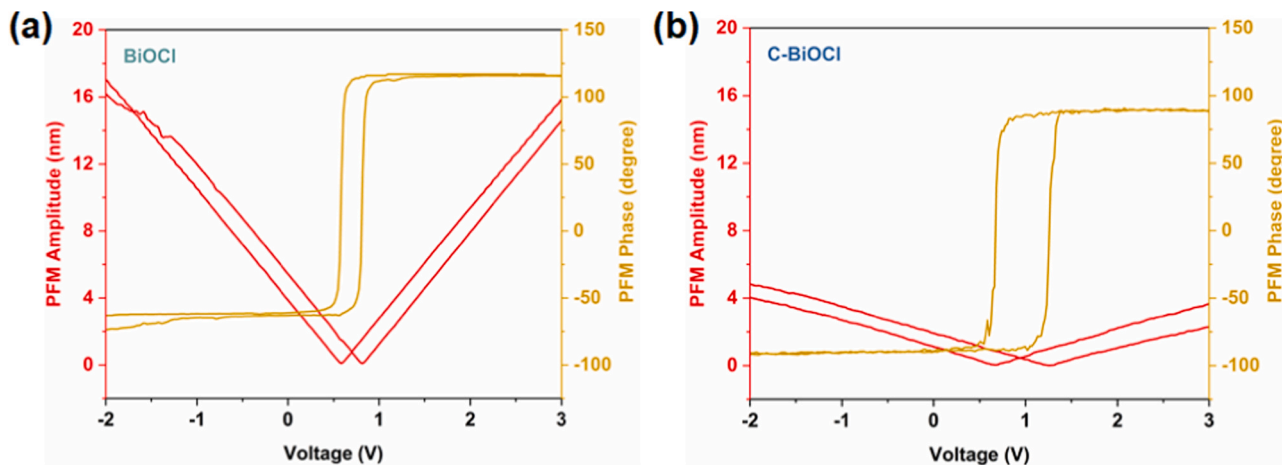 (a)
BiOCl
PFM Amplitude (nm)
20
16
12
8
4
0
150
100
50
0
-50
-100
PFM Phase (degree)
-2 -1 0 1 2 3
Voltage (V)
(b)
C-BiOCl
PFM Amplitude (nm)
20
16
12
8
4
0
150
100
50
0
-50
-100
PFM Phase (degree)
-2 -1 0 1 2 3
Voltage (V)